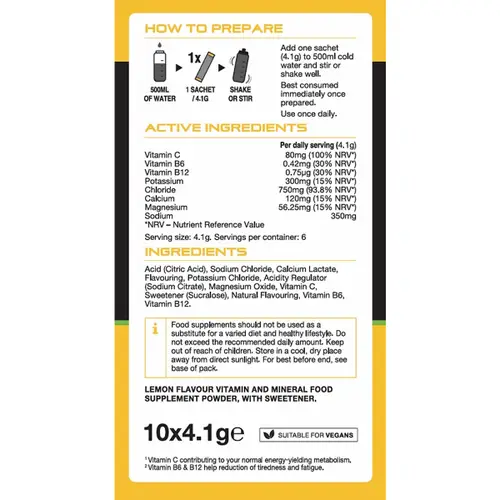 HOW TO PREPARE
1x
500ML
OF WATER
1 SACHET
/ 4.1G
SHAKE
OR STIR
Add one sachet
(4.1g) to 500ml cold
water and stir or
shake well.
Best consumed
immediately once
prepared.
Use once daily.
ACTIVE INGREDIENTS
Per daily serving (4.1g)
Vitamin C 80mg (100% NRV*)
Vitamin B6 0.42mg (30% NRV*)
Vitamin B12 0.75µg (30% NRV*)
Potassium 300mg (15% NRV*)
Chloride 750mg (93.8% NRV*)
Calcium 120mg (15% NRV*)
Magnesium 56.25mg (15% NRV*)
Sodium 350mg
*NRV – Nutrient Reference Value
Serving size: 4.1g. Servings per container: 6
INGREDIENTS
Acid (Citric Acid), Sodium Chloride, Calcium Lactate,
Flavouring, Potassium Chloride, Acidity Regulator
(Sodium Citrate), Magnesium Oxide, Vitamin C,
Sweetener (Sucralose), Natural Flavouring, Vitamin B6,
Vitamin B12.
i
Food supplements should not be used as a
substitute for a varied diet and healthy lifestyle. Do
not exceed the recommended daily amount. Keep
out of reach of children. Store in a cool, dry place
away from direct sunlight. For best before end, see
base of pack.
LEMON FLAVOUR VITAMIN AND MINERAL FOOD
SUPPLEMENT POWDER, WITH SWEETENER.
10x4.1g℮
SUITABLE FOR VEGANS
¹Vitamin C contributing to your normal energy-yielding metabolism.
²Vitamin B6 & B12 help reduction of tiredness and fatigue.